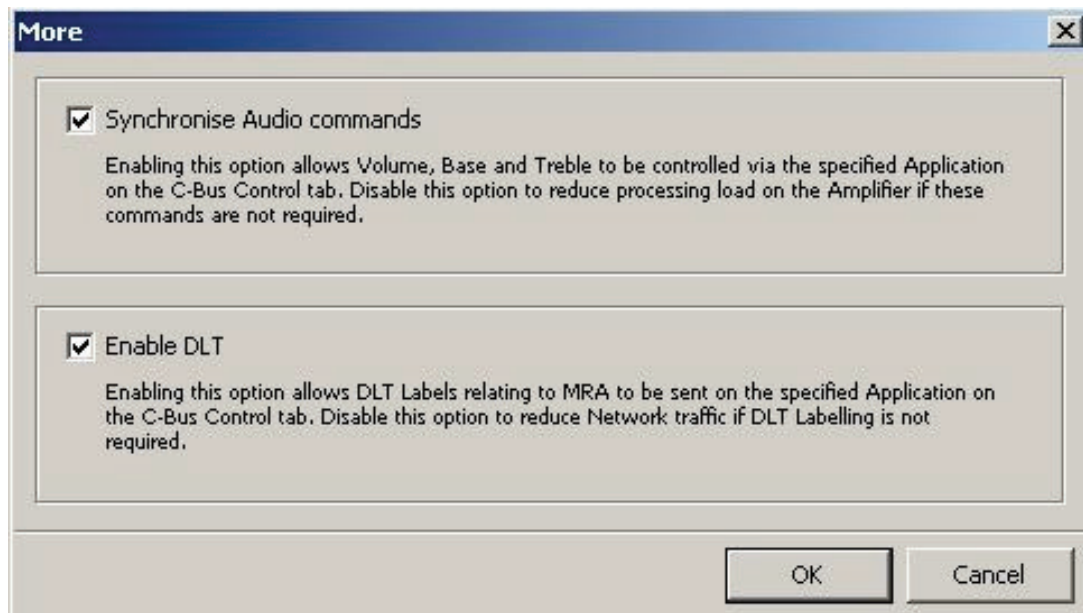 More
Synchronise Audio commands
Enabling this option allows Volume, Base and Treble to be controlled via the specified Application
on the C-Bus Control tab. Disable this option to reduce processing load on the Amplifier if these
commands are not required.
Enable DLT
Enabling this option allows DLT Labels relating to MRA to be sent on the specified Application on
the C-Bus Control tab. Disable this option to reduce Network traffic if DLT Labelling is not
required.
OK
Cancel